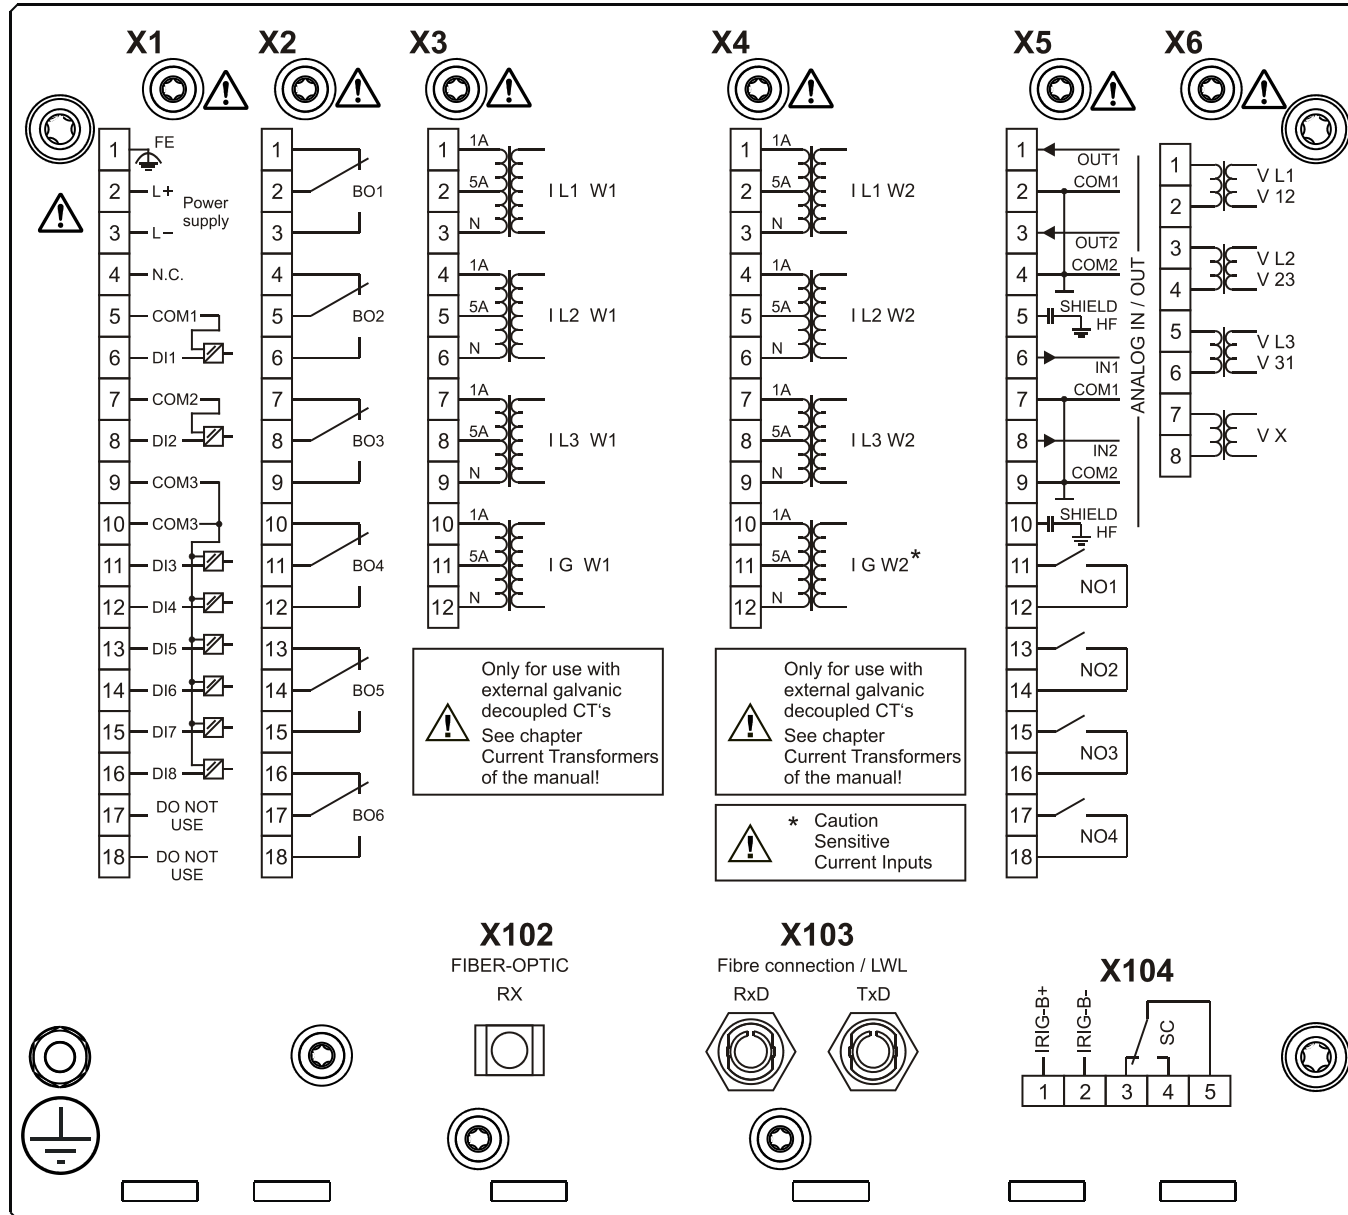 X1
X2
X3
X4
X5
X6
1
FE
2
L+
Power
supply
3
L–
4
N.C.
5
COM1
6
DI1
7
COM2
8
DI2
9
COM3
10
COM3
11
DI3
12
DI4
13
DI5
14
DI6
15
DI7
16
DI8
17
DO NOT
USE
18
DO NOT
USE
1
2
BO1
3
4
5
BO2
6
7
8
BO3
9
10
11
BO4
12
13
14
BO5
15
16
17
BO6
18
1
1A
2
5A
I L1 W1
3
N
4
1A
5
5A
I L2 W1
6
N
7
1A
8
5A
I L3 W1
9
N
10
1A
11
5A
I G W1
12
N
Only for use with
external galvanic
decoupled CT‘s
See chapter
Current Transformers
of the manual!
1
1A
2
5A
I L1 W2
3
N
4
1A
5
5A
I L2 W2
6
N
7
1A
8
5A
I L3 W2
9
N
10
1A
11
5A
I G W2*
12
N
Only for use with
external galvanic
decoupled CT‘s
See chapter
Current Transformers
of the manual!
* Caution
Sensitive
Current Inputs
1
OUT1
2
COM1
3
OUT2
4
COM2
5
SHIELD
HF
6
IN1
7
COM1
8
IN2
9
COM2
10
SHIELD
HF
ANALOG IN / OUT
11
NO1
12
13
NO2
14
15
NO3
16
17
NO4
18
1
V L1
2
V 12
3
V L2
4
V 23
5
V L3
6
V 31
7
V X
8
X102
FIBER-OPTIC
RX
X103
Fibre connection / LWL
RxD
TxD
X104
IRIG-B+
IRIG-B-
SC
1
2
3
4
5